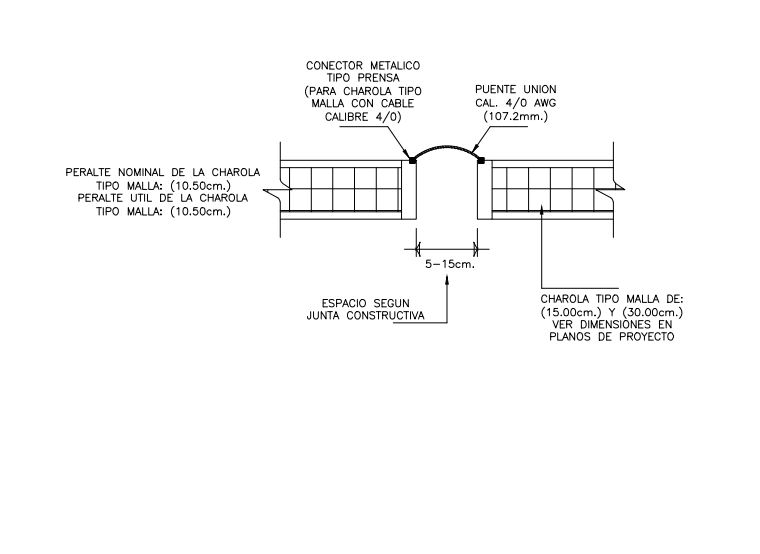 CONECTOR METALICO
TIPO PRENSA
(PARA CHAROLA TIPO
MALLA CON CABLE
CALIBRE 4/0)
PUENTE UNION
CAL. 4/0 AWG
(107.2mm.)
PERALTE NOMINAL DE LA CHAROLA
TIPO MALLA: (10.50cm.)
PERALTE UTIL DE LA CHAROLA
TIPO MALLA: (10.50cm.)
5-15cm.
ESPACIO SEGUN
JUNTA CONSTRUCTIVA
CHAROLA TIPO MALLA DE:
(15.00cm.) Y (30.00cm.)
VER DIMENSIONES EN
PLANOS DE PROYECTO